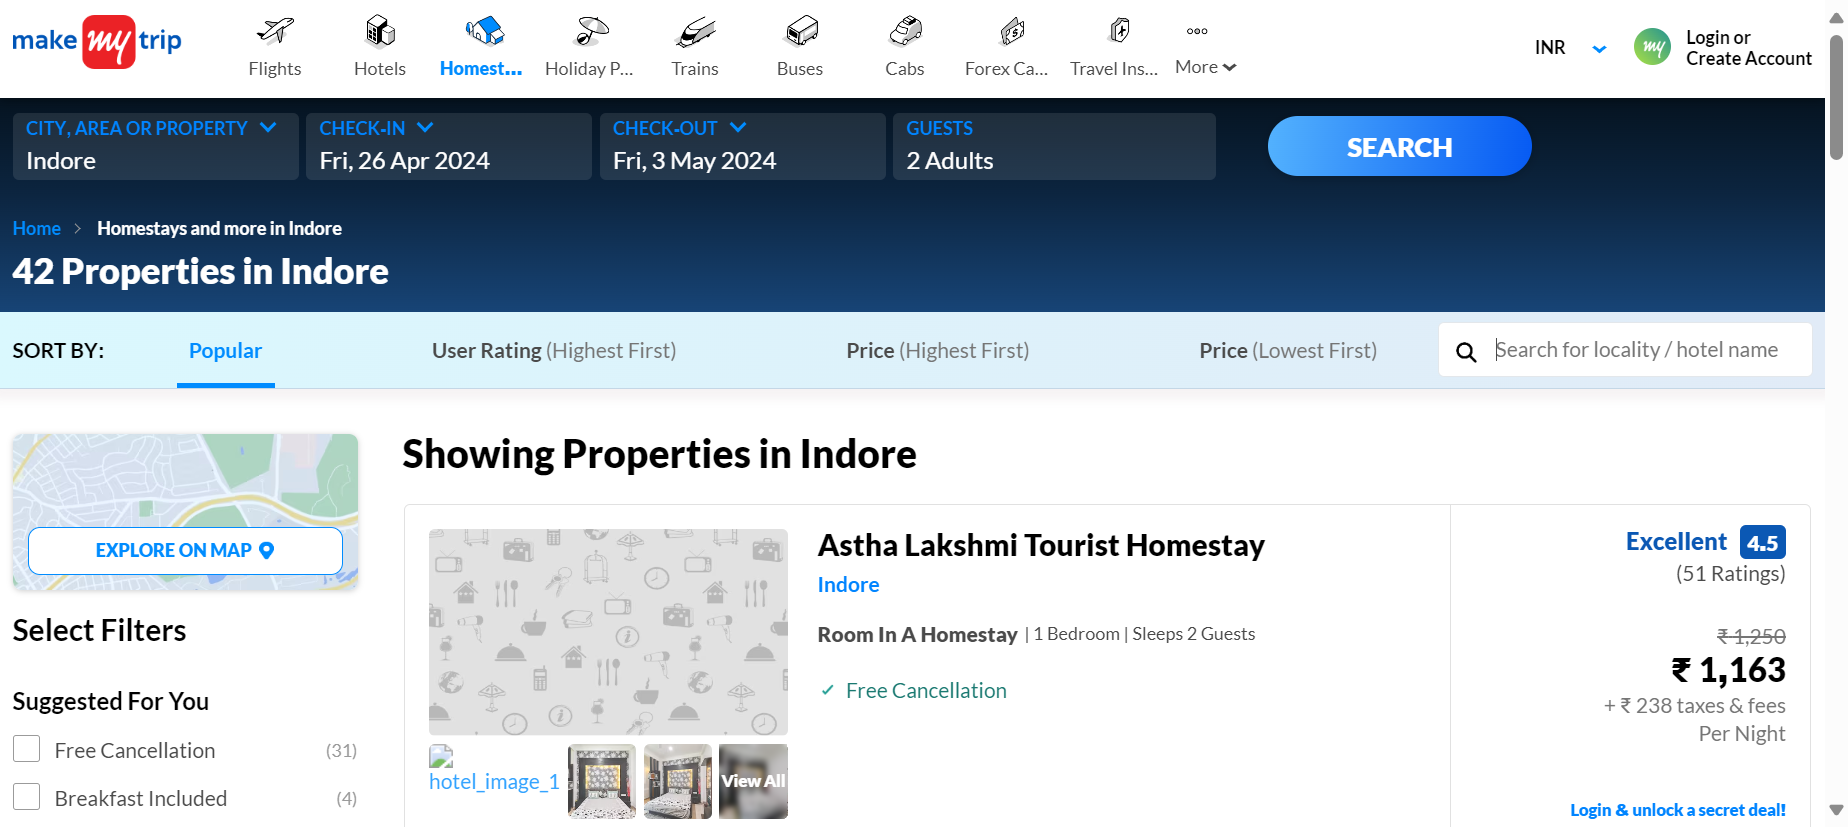 make my trip
Flights
Hotels
Homest...
Holiday P...
Trains
Buses
Cabs
Forex Ca...
Travel Ins...
More
INR
my
Login or
Create Account
CITY, AREA OR PROPERTY
Indore
CHECK-IN
Fri, 26 Apr 2024
CHECK-OUT
Fri, 3 May 2024
GUESTS
2 Adults
SEARCH
Home > Homestays and more in Indore
42 Properties in Indore
SORT BY:
Popular
User Rating (Highest First)
Price (Highest First)
Price (Lowest First)
Search for locality / hotel name
EXPLORE ON MAP
Select Filters
Suggested For You
Free Cancellation (31)
Breakfast Included (4)
Showing Properties in Indore
Astha Lakshmi Tourist Homestay
Indore
Room In A Homestay | 1 Bedroom | Sleeps 2 Guests
Free Cancellation
hotel_image_1
View All
Excellent 4.5
(51 Ratings)
₹ 1,250
₹ 1,163
+ ₹ 238 taxes & fees
Per Night
Login & unlock a secret deal!